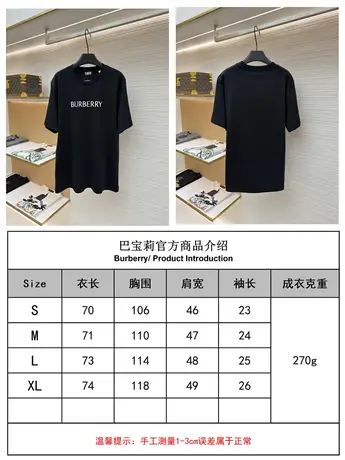 BURBERRY
巴宝莉官方商品介绍
Burberry/ Product Introduction
Size 衣长 胸围 肩宽 袖长 成衣克重
S 70 106 46 23
M 71 110 47 24
270g
L 73 114 48 25
XL 74 118 49 26
温馨提示：手工测量1-3cm误差属于正常